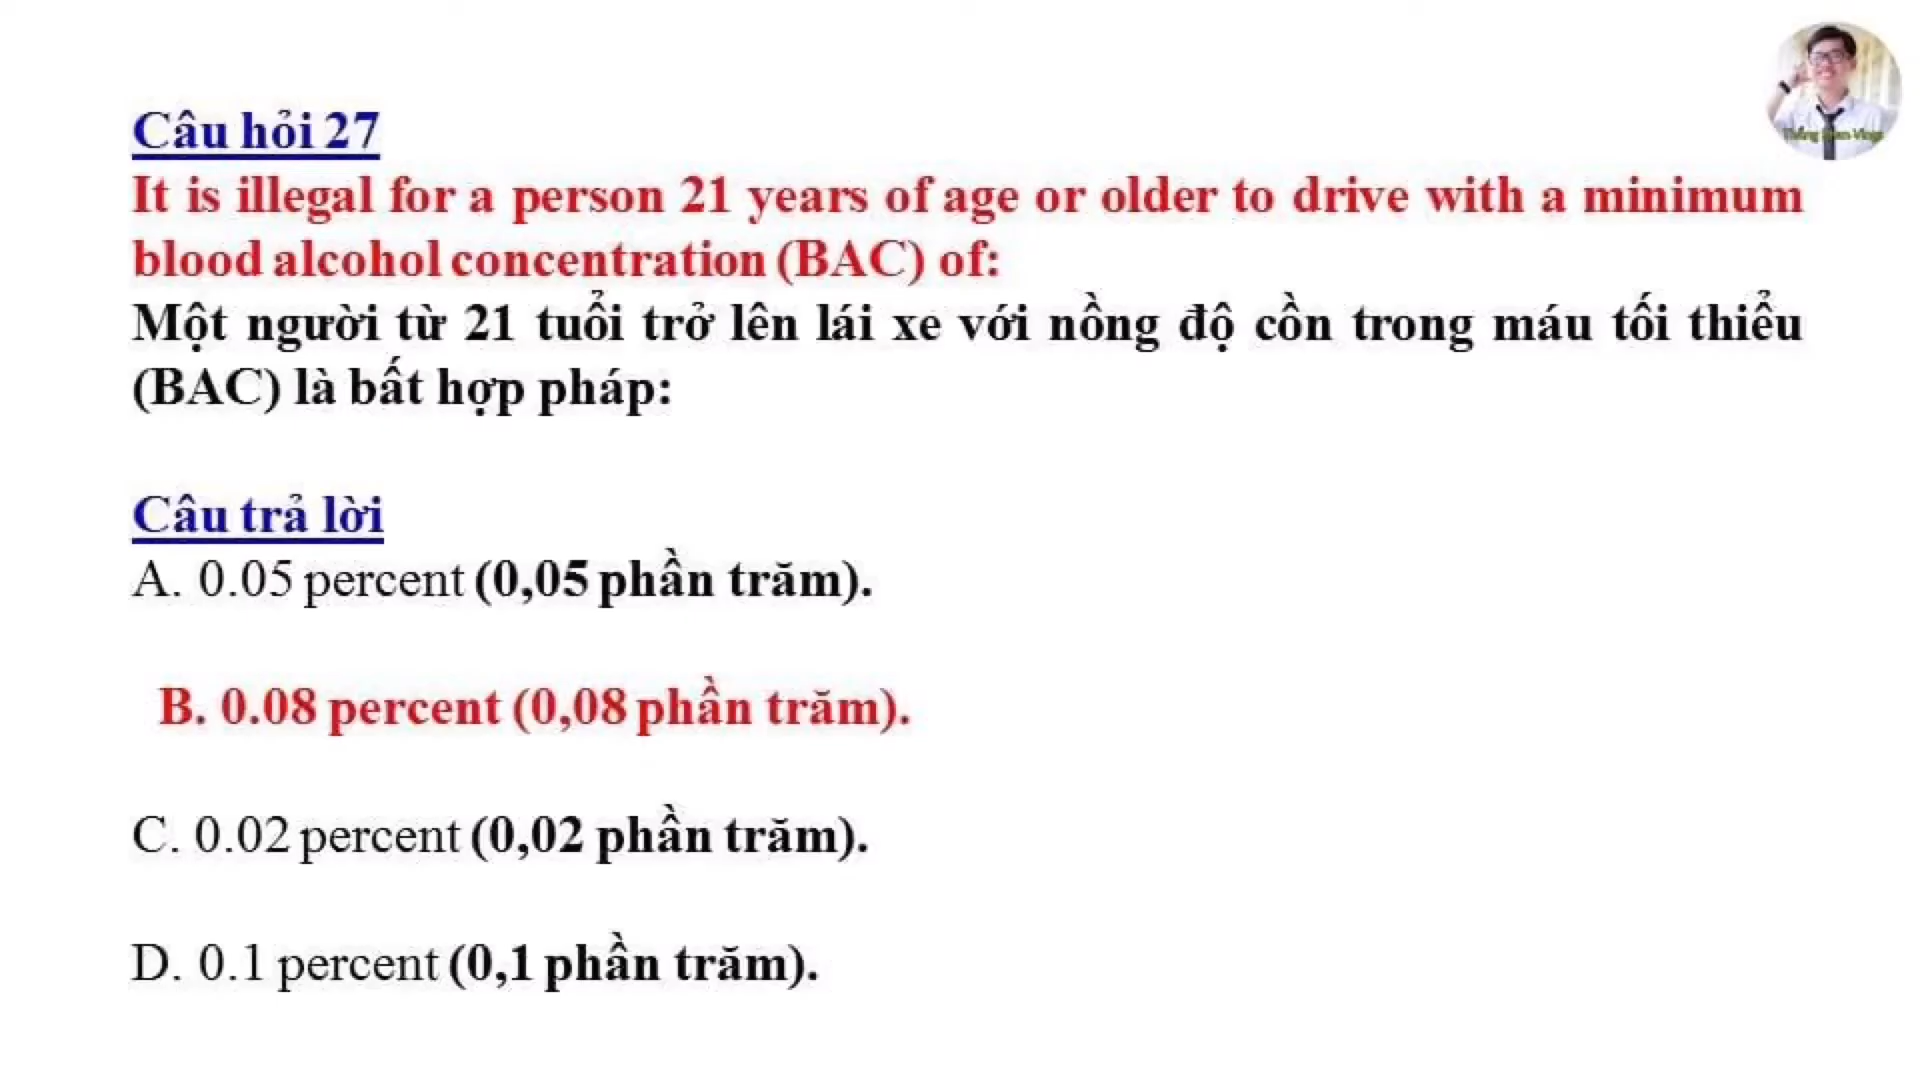 Câu hỏi 27
It is illegal for a person 21 years of age or older to drive with a minimum
blood alcohol concentration (BAC) of:
Một người từ 21 tuổi trở lên lái xe với nồng độ cồn trong máu tối thiểu
(BAC) là bất hợp pháp:
Câu trả lời
A. 0.05 percent (0,05 phần trăm).
B. 0.08 percent (0,08 phần trăm).
C. 0.02 percent (0,02 phần trăm).
D. 0.1 percent (0,1 phần trăm).